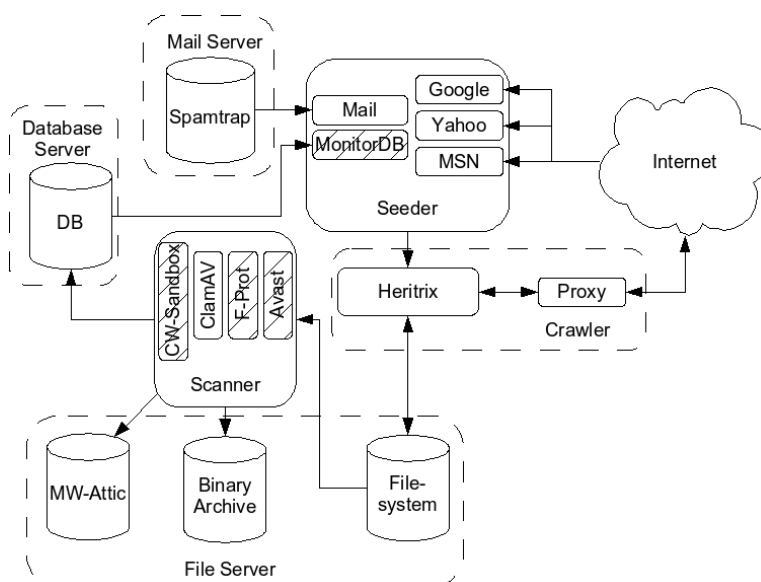 Mail Server
Spamtrap
Database
Server
DB
Mail
MonitorDB
Google
Yahoo
MSN
Seeder
Internet
CW-Sandbox
ClamAV
F-Prot
Avast
Scanner
Heritrix
Proxy
Crawler
MW-Attic
Binary
Archive
File-
system
File Server